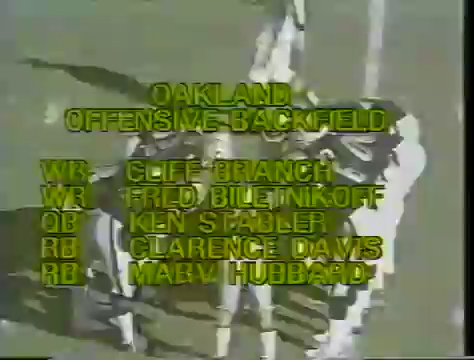 OAKLAND
OFFENSIVE BACKFIELD
WR CLIFF BRANCH
WR FRED BILETNIKOFF
QB KEN STABLER
RB CLARENCE DAVIS
RB MARV HUBBARD